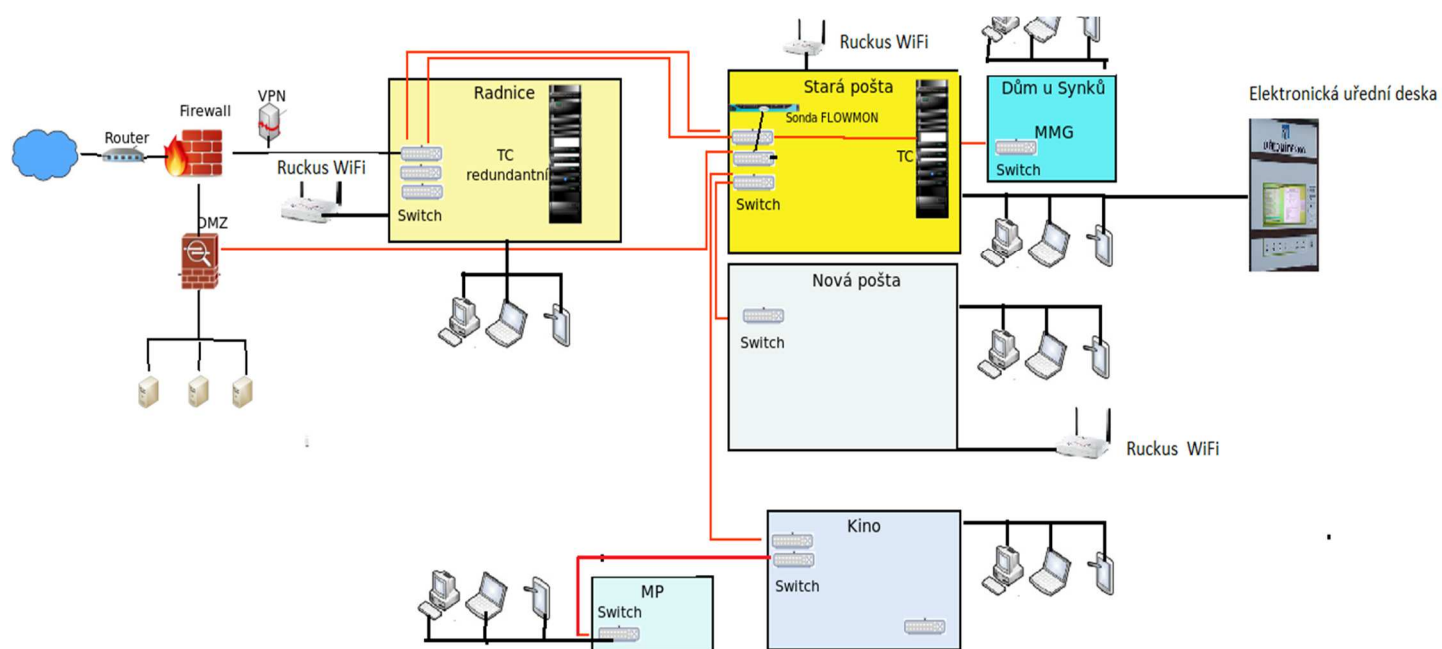 Router
Firewall
VPN
DMZ
Ruckus WiFi
Radnice
TC
redundantní
Switch
Ruckus WiFi
Stará pošta
Sonda FLOWMON
TC
Switch
Dům u Synků
MMG
Switch
Elektronická uřední deska
Nová pošta
Switch
Ruckus WiFi
Kino
Switch
MP
Switch